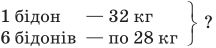 1 бідон — 32 кг
6 бідонів — по 28 кг
?